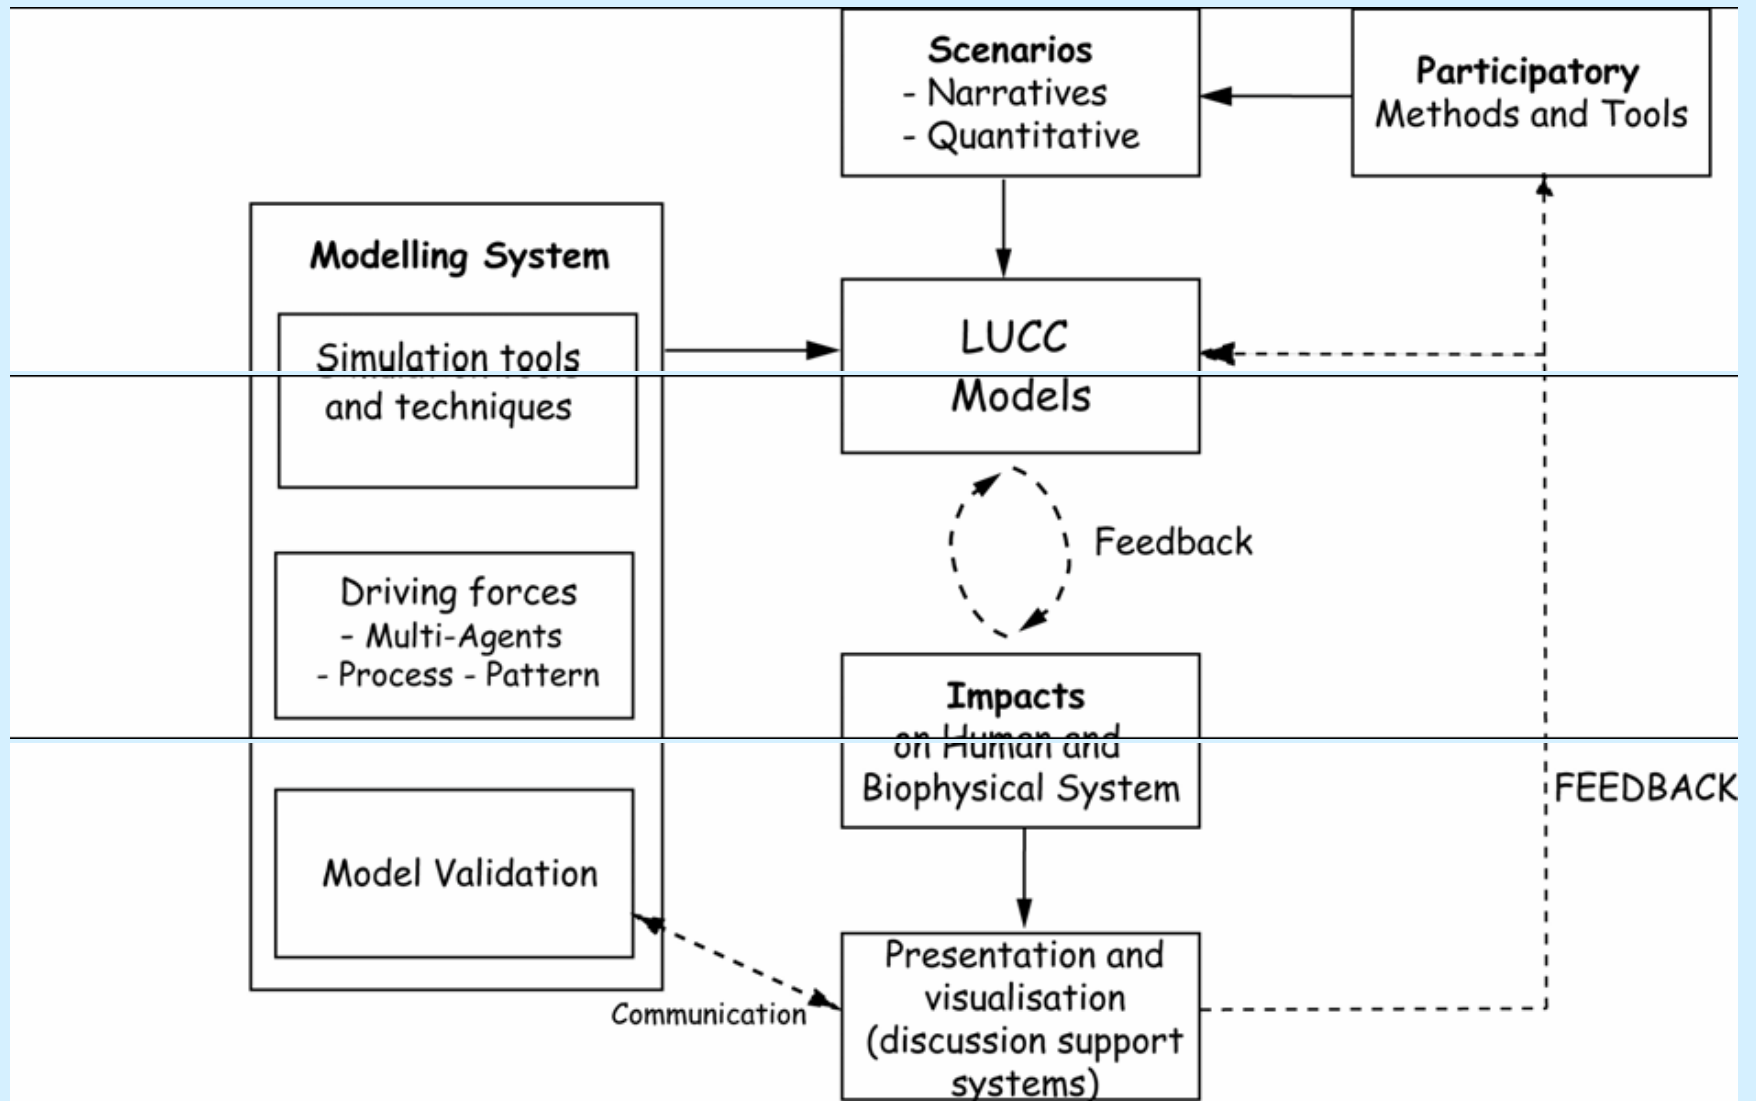 Scenarios
- Narratives
- Quantitative
Participatory
Methods and Tools
Modelling System
Simulation tools
and techniques
LUCC
Models
Feedback
Driving forces
- Multi-Agents
- Process - Pattern
Impacts
on Human and
Biophysical System
FEEDBACK
Model Validation
Communication
Presentation and
visualisation
(discussion support
systems)